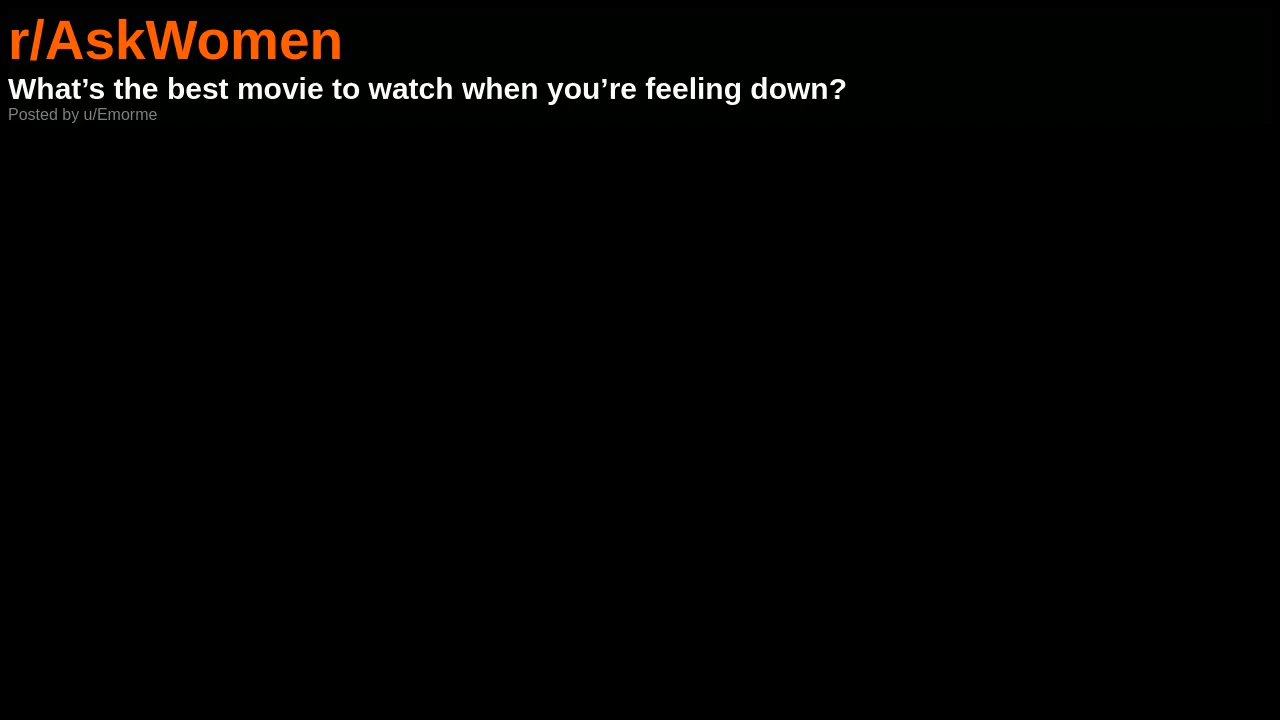 r/AskWomen
What’s the best movie to watch when you’re feeling down?
Posted by u/Emorme